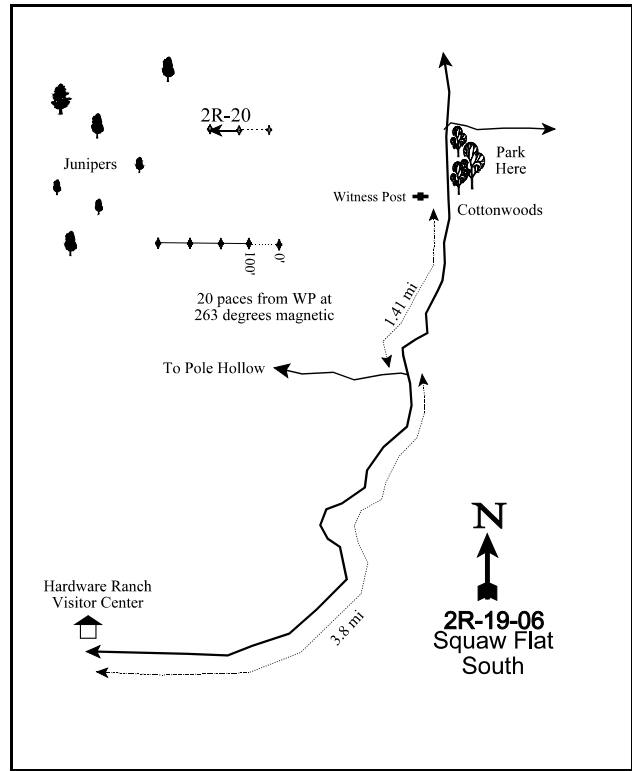 2R-20
Junipers
Park
Here
Witness Post
Cottonwoods
100'
0'
20 paces from WP at
263 degrees magnetic
1.41 mi
To Pole Hollow
N
Hardware Ranch
Visitor Center
2R-19-06
Squaw Flat
South
3.8 mi